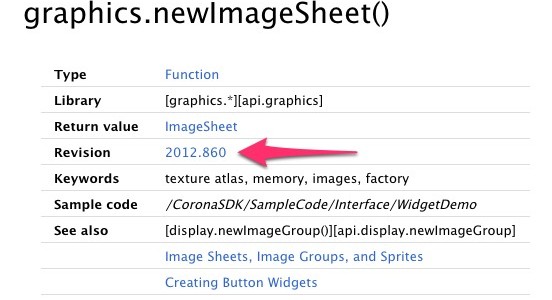 graphics.newImageSheet()
Type Function
Library [graphics.*][api.graphics]
Return value ImageSheet
Revision 2012.860
Keywords texture atlas, memory, images, factory
Sample code /CoronaSDK/SampleCode/Interface/WidgetDemo
See also [display.newImageGroup()][api.display.newImageGroup]
Image Sheets, Image Groups, and Sprites
Creating Button Widgets